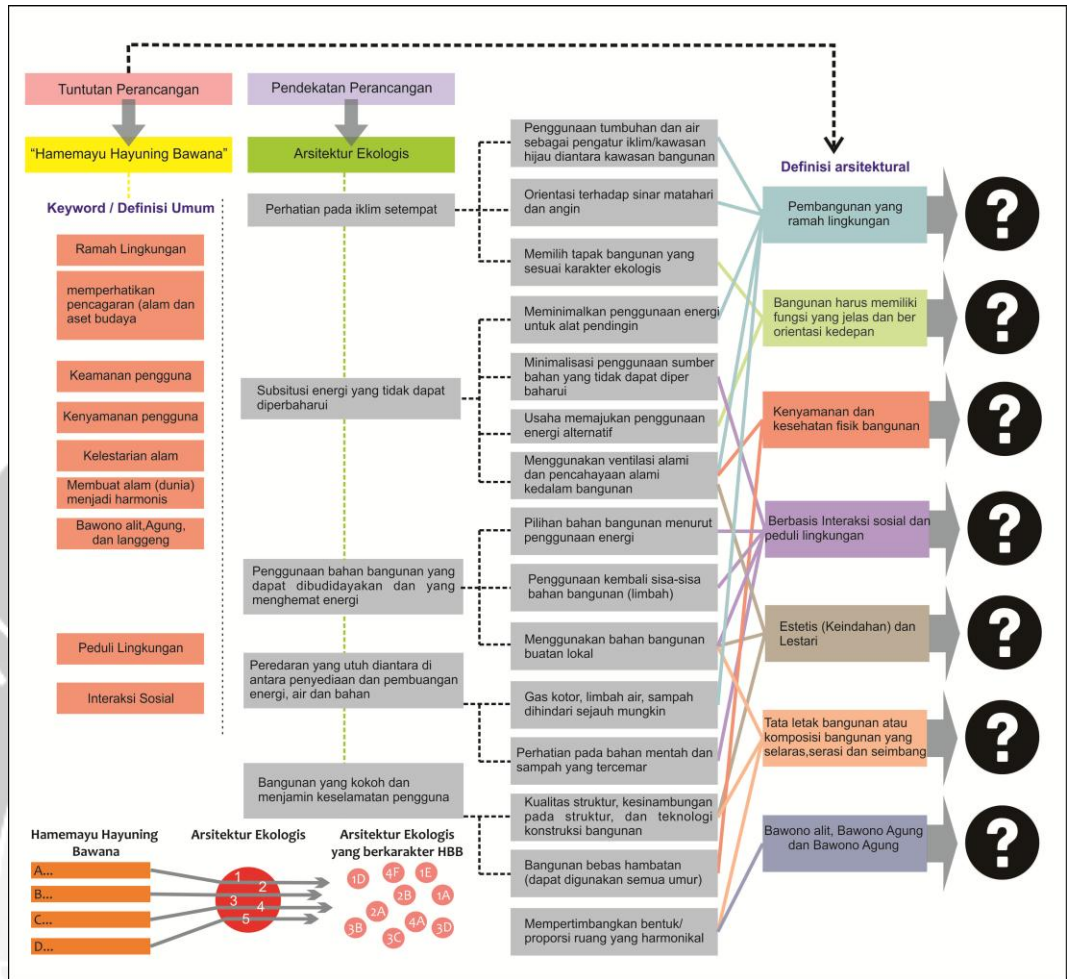 Tuntutan Perancangan
Pendekatan Perancangan
“Hamemayu Hayuning Bawana”
Arsitektur Ekologis
Keyword / Definisi Umum
Ramah Lingkungan
memperhatikan
pencagaran (alam dan
aset budaya
Keamanan pengguna
Kenyamanan pengguna
Kelestarian alam
Membuat alam (dunia)
menjadi harmonis
Bawono alit,Agung,
dan langgeng
Peduli Lingkungan
Interaksi Sosial
Perhatian pada iklim setempat
Subsitusi energi yang tidak dapat
diperbaharui
Penggunaan bahan bangunan yang
dapat dibudidayakan dan yang
menghemat energi
Peredaran yang utuh diantara di
antara penyediaan dan pembuangan
energi, air dan bahan
Bangunan yang kokoh dan
menjamin keselamatan pengguna
Penggunaan tumbuhan dan air
sebagai pengatur iklim/kawasan
hijau diantara kawasan bangunan
Orientasi terhadap sinar matahari
dan angin
Memilih tapak bangunan yang
sesuai karakter ekologis
Meminimalkan penggunaan energi
untuk alat pendingin
Minimalisasi penggunaan sumber
bahan yang tidak dapat diper
baharui
Usaha memajukan penggunaan
energi alternatif
Menggunakan ventilasi alami
dan pencahayaan alami
kedalam bangunan
Pilihan bahan bangunan menurut
penggunaan energi
Penggunaan kembali sisa-sisa
bahan bangunan (limbah)
Menggunakan bahan bangunan
buatan lokal
Gas kotor, limbah air, sampah
dihindari sejauh mungkin
Perhatian pada bahan mentah dan
sampah yang tercemar
Kualitas struktur, kesinambungan
pada struktur, dan teknologi
konstruksi bangunan
Bangunan bebas hambatan
(dapat digunakan semua umur)
Mempertimbangkan bentuk/
proporsi ruang yang harmonikal
Definisi arsitektural
Pembangunan yang
ramah lingkungan
?
Bangunan harus memiliki
fungsi yang jelas dan ber
orientasi kedepan
?
Kenyamanan dan
kesehatan fisik bangunan
?
Berbasis Interaksi sosial dan
peduli lingkungan
?
Estetis (Keindahan) dan
Lestari
?
Tata letak bangunan atau
komposisi bangunan yang
selaras,serasi dan seimbang
?
Bawono alit, Bawono Agung
dan Bawono Agung
?
Hamemayu Hayuning
Bawana
A...
B...
C...
D...
Arsitektur Ekologis
1
2
3
4
5
Arsitektur Ekologis
yang berkarakter HBB
1D
4F
1E
2B
1A
2A
4A
3B
3D
3C